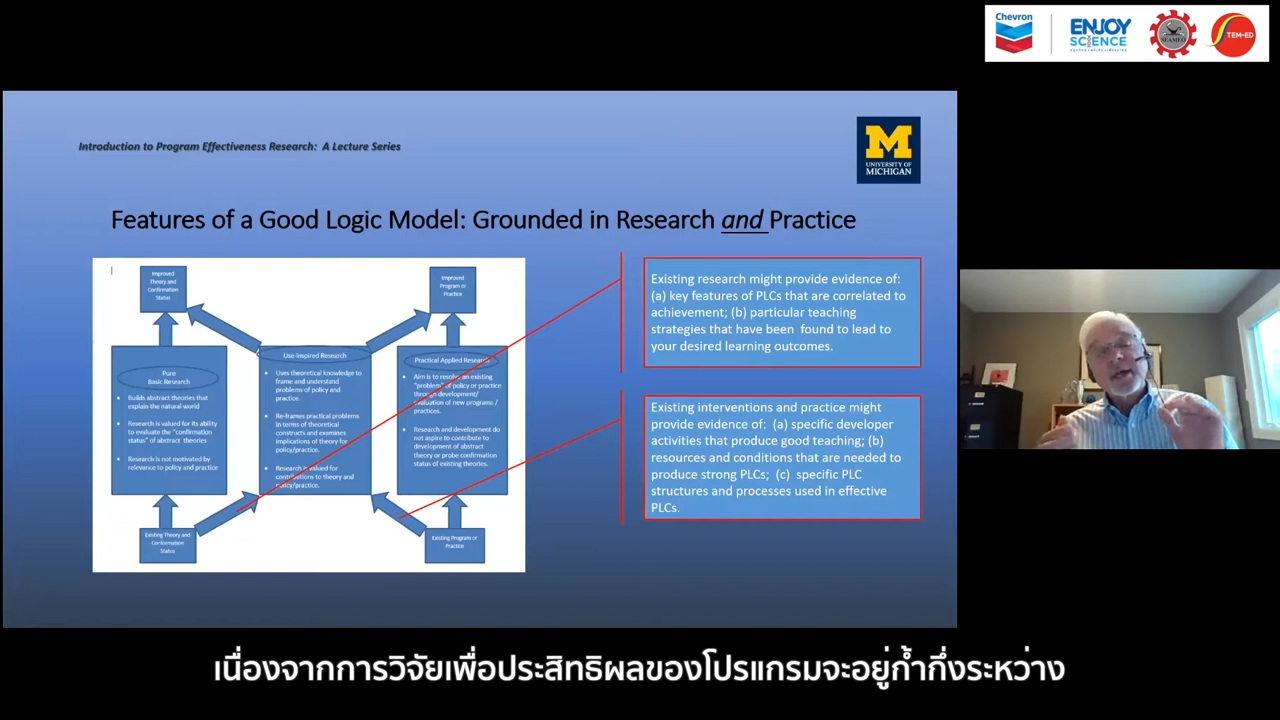 Chevron
ENJOY
SCIENCE
SEAMEO
STEM-ED
Introduction to Program Effectiveness Research: A Lecture Series
M
UNIVERSITY OF
MICHIGAN
Features of a Good Logic Model: Grounded in Research and Practice
Improved
Theory and
Confirmation
Status
Improved
Program or
Practice
Pure
Basic Research
• Builds abstract theories that
explain the natural world
• Research is valued for its ability
to evaluate the "confirmation
status" of abstract theories
• Research is not motivated by
relevance to policy and practice
Use-Inspired Research
• Uses theoretical knowledge to
frame and understand
problems of policy and
practice.
• Re-frames practical problems
in terms of theoretical
constructs and examines
implications of theory for
policy/practice.
• Research is valued for
contributions to theory and
policy/practice.
Practical Applied Research
• Aim is to resolve an existing
"problem" of policy or practice
through development/
evaluation of new programs /
practices.
• Research and development do
not aspire to contribute to
development of abstract
theory or probe confirmation
status of existing theories.
Existing Theory and
Confirmation
Status
Existing Program or
Practice
Existing research might provide evidence of:
(a) key features of PLCs that are correlated to
achievement; (b) particular teaching
strategies that have been found to lead to
your desired learning outcomes.
Existing interventions and practice might
provide evidence of: (a) specific developer
activities that produce good teaching; (b)
resources and conditions that are needed to
produce strong PLCs; (c) specific PLC
structures and processes used in effective
PLCs.
เนื่องจากการวิจัยเพื่อประสิทธิผลของโปรแกรมจะอยู่ก้ำกึ่งระหว่าง